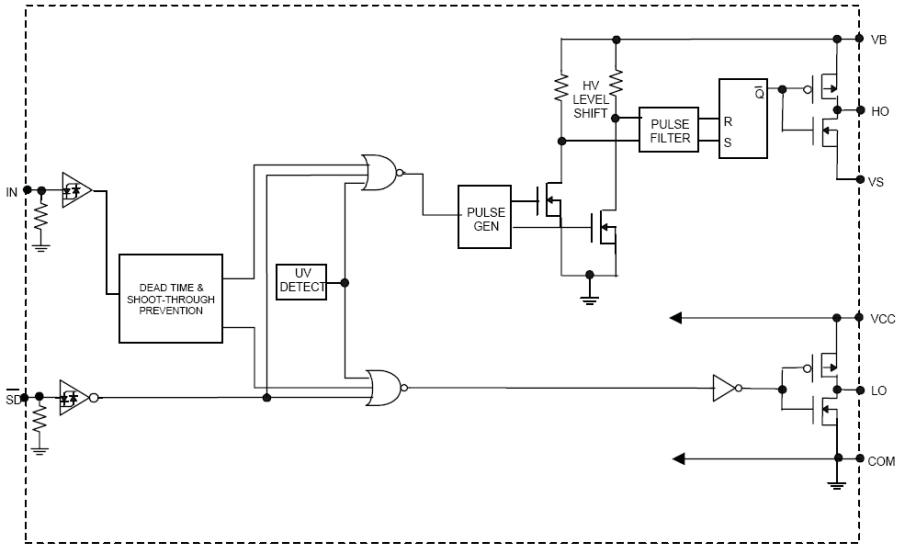 VB
HV
LEVEL
SHIFT
Q̅
PULSE
FILTER
R
S
HO
VS
IN
PULSE
GEN
DEAD TIME &
SHOOT-THROUGH
PREVENTION
UV
DETECT
VCC
S̅D̅
LO
COM